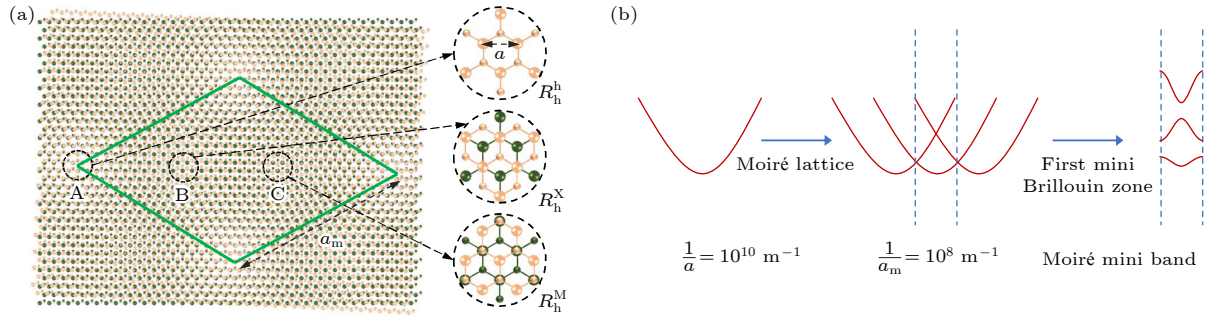 (a)
a
R_h^h
R_h^X
R_h^M
A
B
C
a_m
(b)
Moiré lattice
First mini
Brillouin zone
1/a = 10^10 m^-1
1/a_m = 10^8 m^-1
Moiré mini band